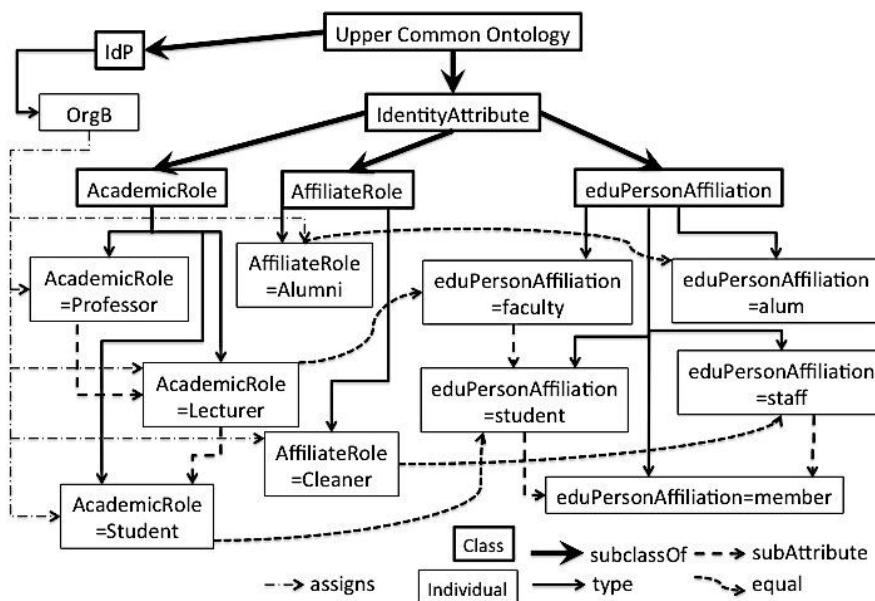 Upper Common Ontology
IdP
OrgB
IdentityAttribute
AcademicRole
AffiliateRole
eduPersonAffiliation
AcademicRole
=Professor
AffiliateRole
=Alumni
eduPersonAffiliation
=faculty
eduPersonAffiliation
=alum
AcademicRole
=Lecturer
eduPersonAffiliation
=student
eduPersonAffiliation
=staff
AffiliateRole
=Cleaner
AcademicRole
=Student
eduPersonAffiliation=member
Class
subclassOf
subAttribute
assigns
Individual
type
equal